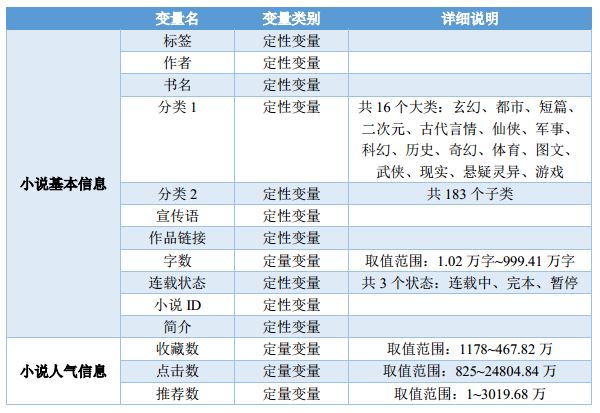 变量名 变量类别 详细说明
标签 定性变量
作者 定性变量
书名 定性变量
分类 1 定性变量 共 16 个大类：玄幻、都市、短篇、
二次元、古代言情、仙侠、军事、
科幻、历史、奇幻、体育、图文、
武侠、现实、悬疑灵异、游戏
小说基本信息
分类 2 定性变量 共 183 个子类
宣传语 定性变量
作品链接 定性变量
字数 定量变量 取值范围：1.02 万字~999.41 万字
连载状态 定性变量 共 3 个状态：连载中、完本、暂停
小说 ID 定性变量
简介 定性变量
收藏数 定量变量 取值范围：1178~467.82 万
小说人气信息 点击数 定量变量 取值范围：825~24804.84 万
推荐数 定量变量 取值范围：1~3019.68 万